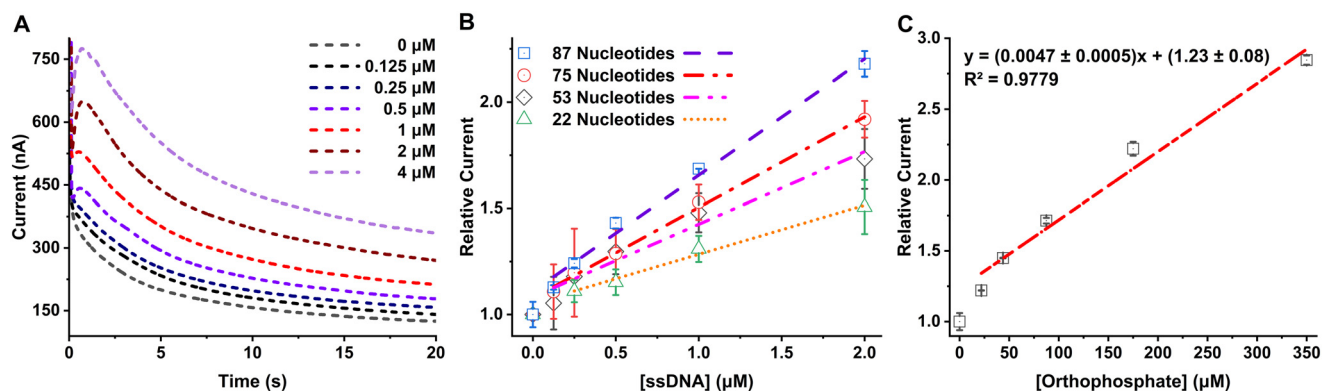 A
Current (nA)
750
600
450
300
150
0 μM
0.125 μM
0.25 μM
0.5 μM
1 μM
2 μM
4 μM
0
5
10
15
20
Time (s)
B
Relative Current
2.0
1.5
1.0
87 Nucleotides
75 Nucleotides
53 Nucleotides
22 Nucleotides
0.0
0.5
1.0
1.5
2.0
[ssDNA] (μM)
C
Relative Current
3.0
2.5
2.0
1.5
1.0
y = (0.0047 ± 0.0005)x + (1.23 ± 0.08)
R² = 0.9779
0
50
100
150
200
250
300
350
[Orthophosphate] (μM)